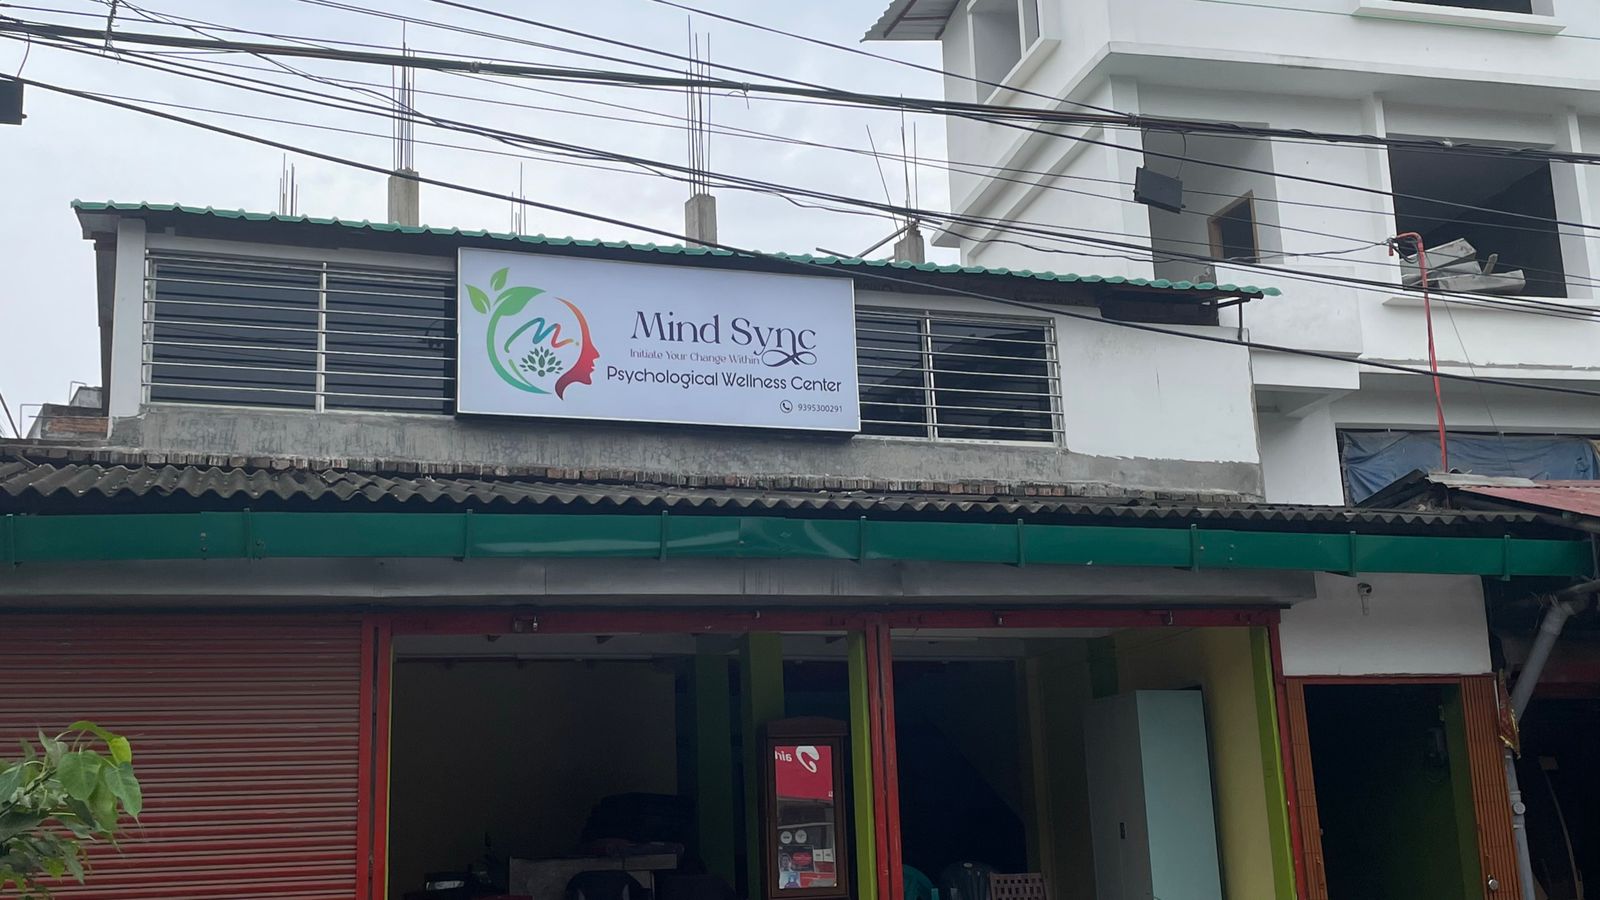 Mind Sync
Initiate Your Change Within
Psychological Wellness Center
9395300291